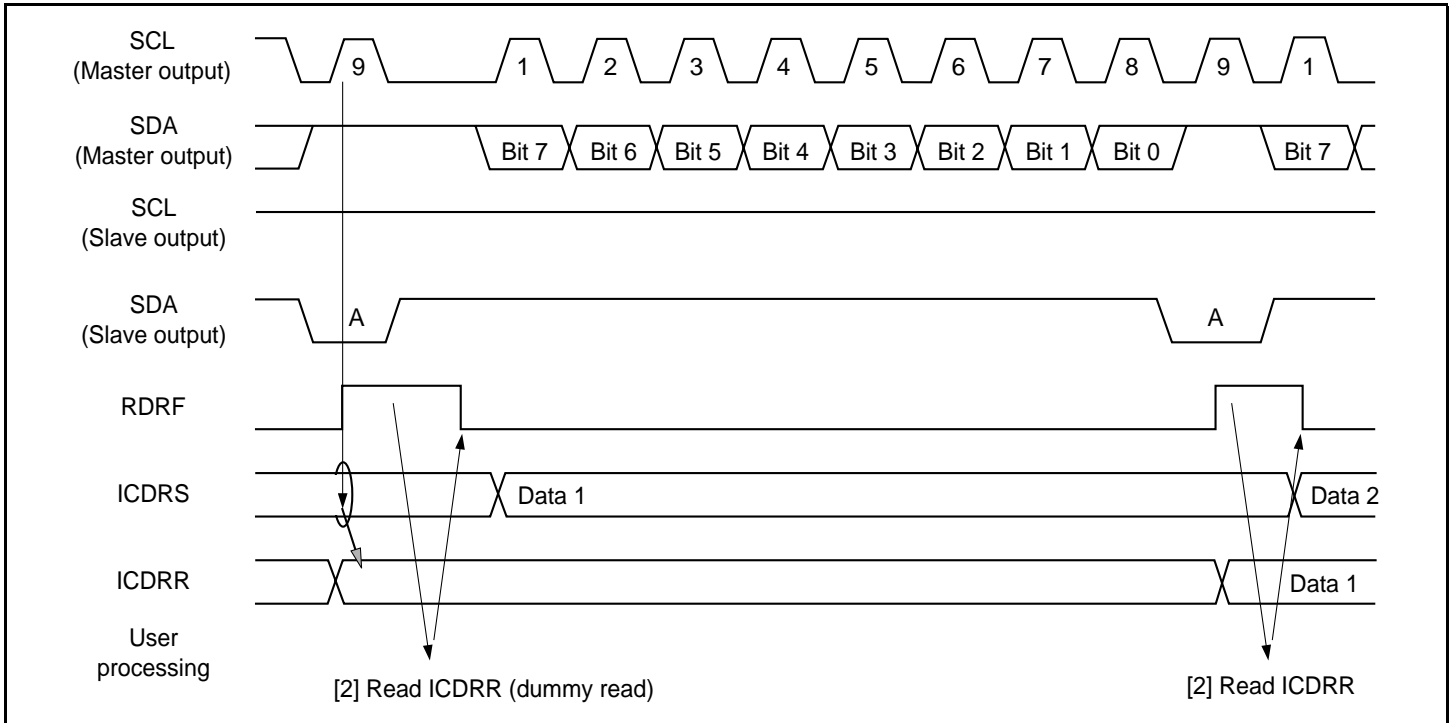 SCL
(Master output)
9 1 2 3 4 5 6 7 8 9 1
SDA
(Master output)
Bit 7 Bit 6 Bit 5 Bit 4 Bit 3 Bit 2 Bit 1 Bit 0 Bit 7
SCL
(Slave output)
SDA
(Slave output)
A A
RDRF
ICDRS
Data 1 Data 2
ICDRR
Data 1
User
processing
[2] Read ICDRR (dummy read) [2] Read ICDRR